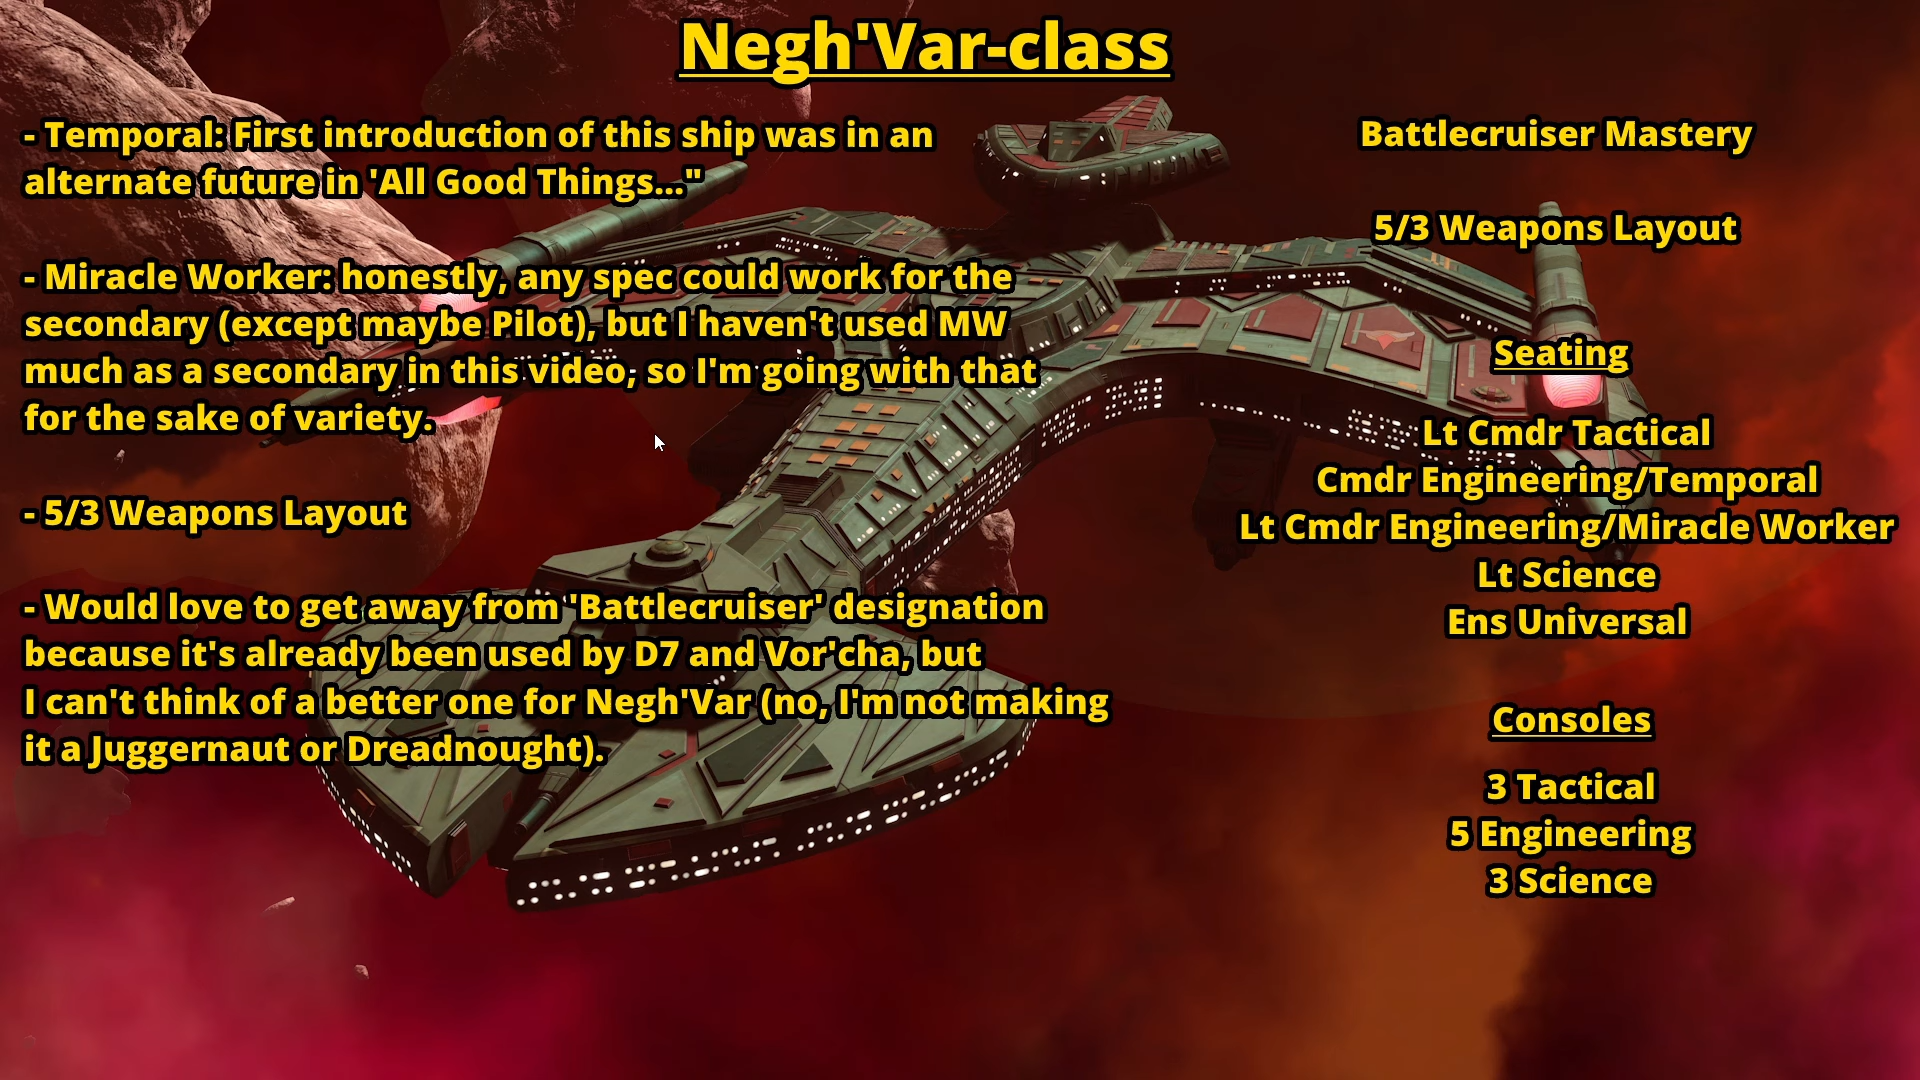 Negh'Var-class
- Temporal: First introduction of this ship was in an
alternate future in 'All Good Things..."
- Miracle Worker: honestly, any spec could work for the
secondary (except maybe Pilot), but I haven't used MW
much as a secondary in this video, so I'm going with that
for the sake of variety.
- 5/3 Weapons Layout
- Would love to get away from 'Battlecruiser' designation
because it's already been used by D7 and Vor'cha, but
I can't think of a better one for Negh'Var (no, I'm not making
it a Juggernaut or Dreadnought).
Battlecruiser Mastery
5/3 Weapons Layout
Seating
Lt Cmdr Tactical
Cmdr Engineering/Temporal
Lt Cmdr Engineering/Miracle Worker
Lt Science
Ens Universal
Consoles
3 Tactical
5 Engineering
3 Science